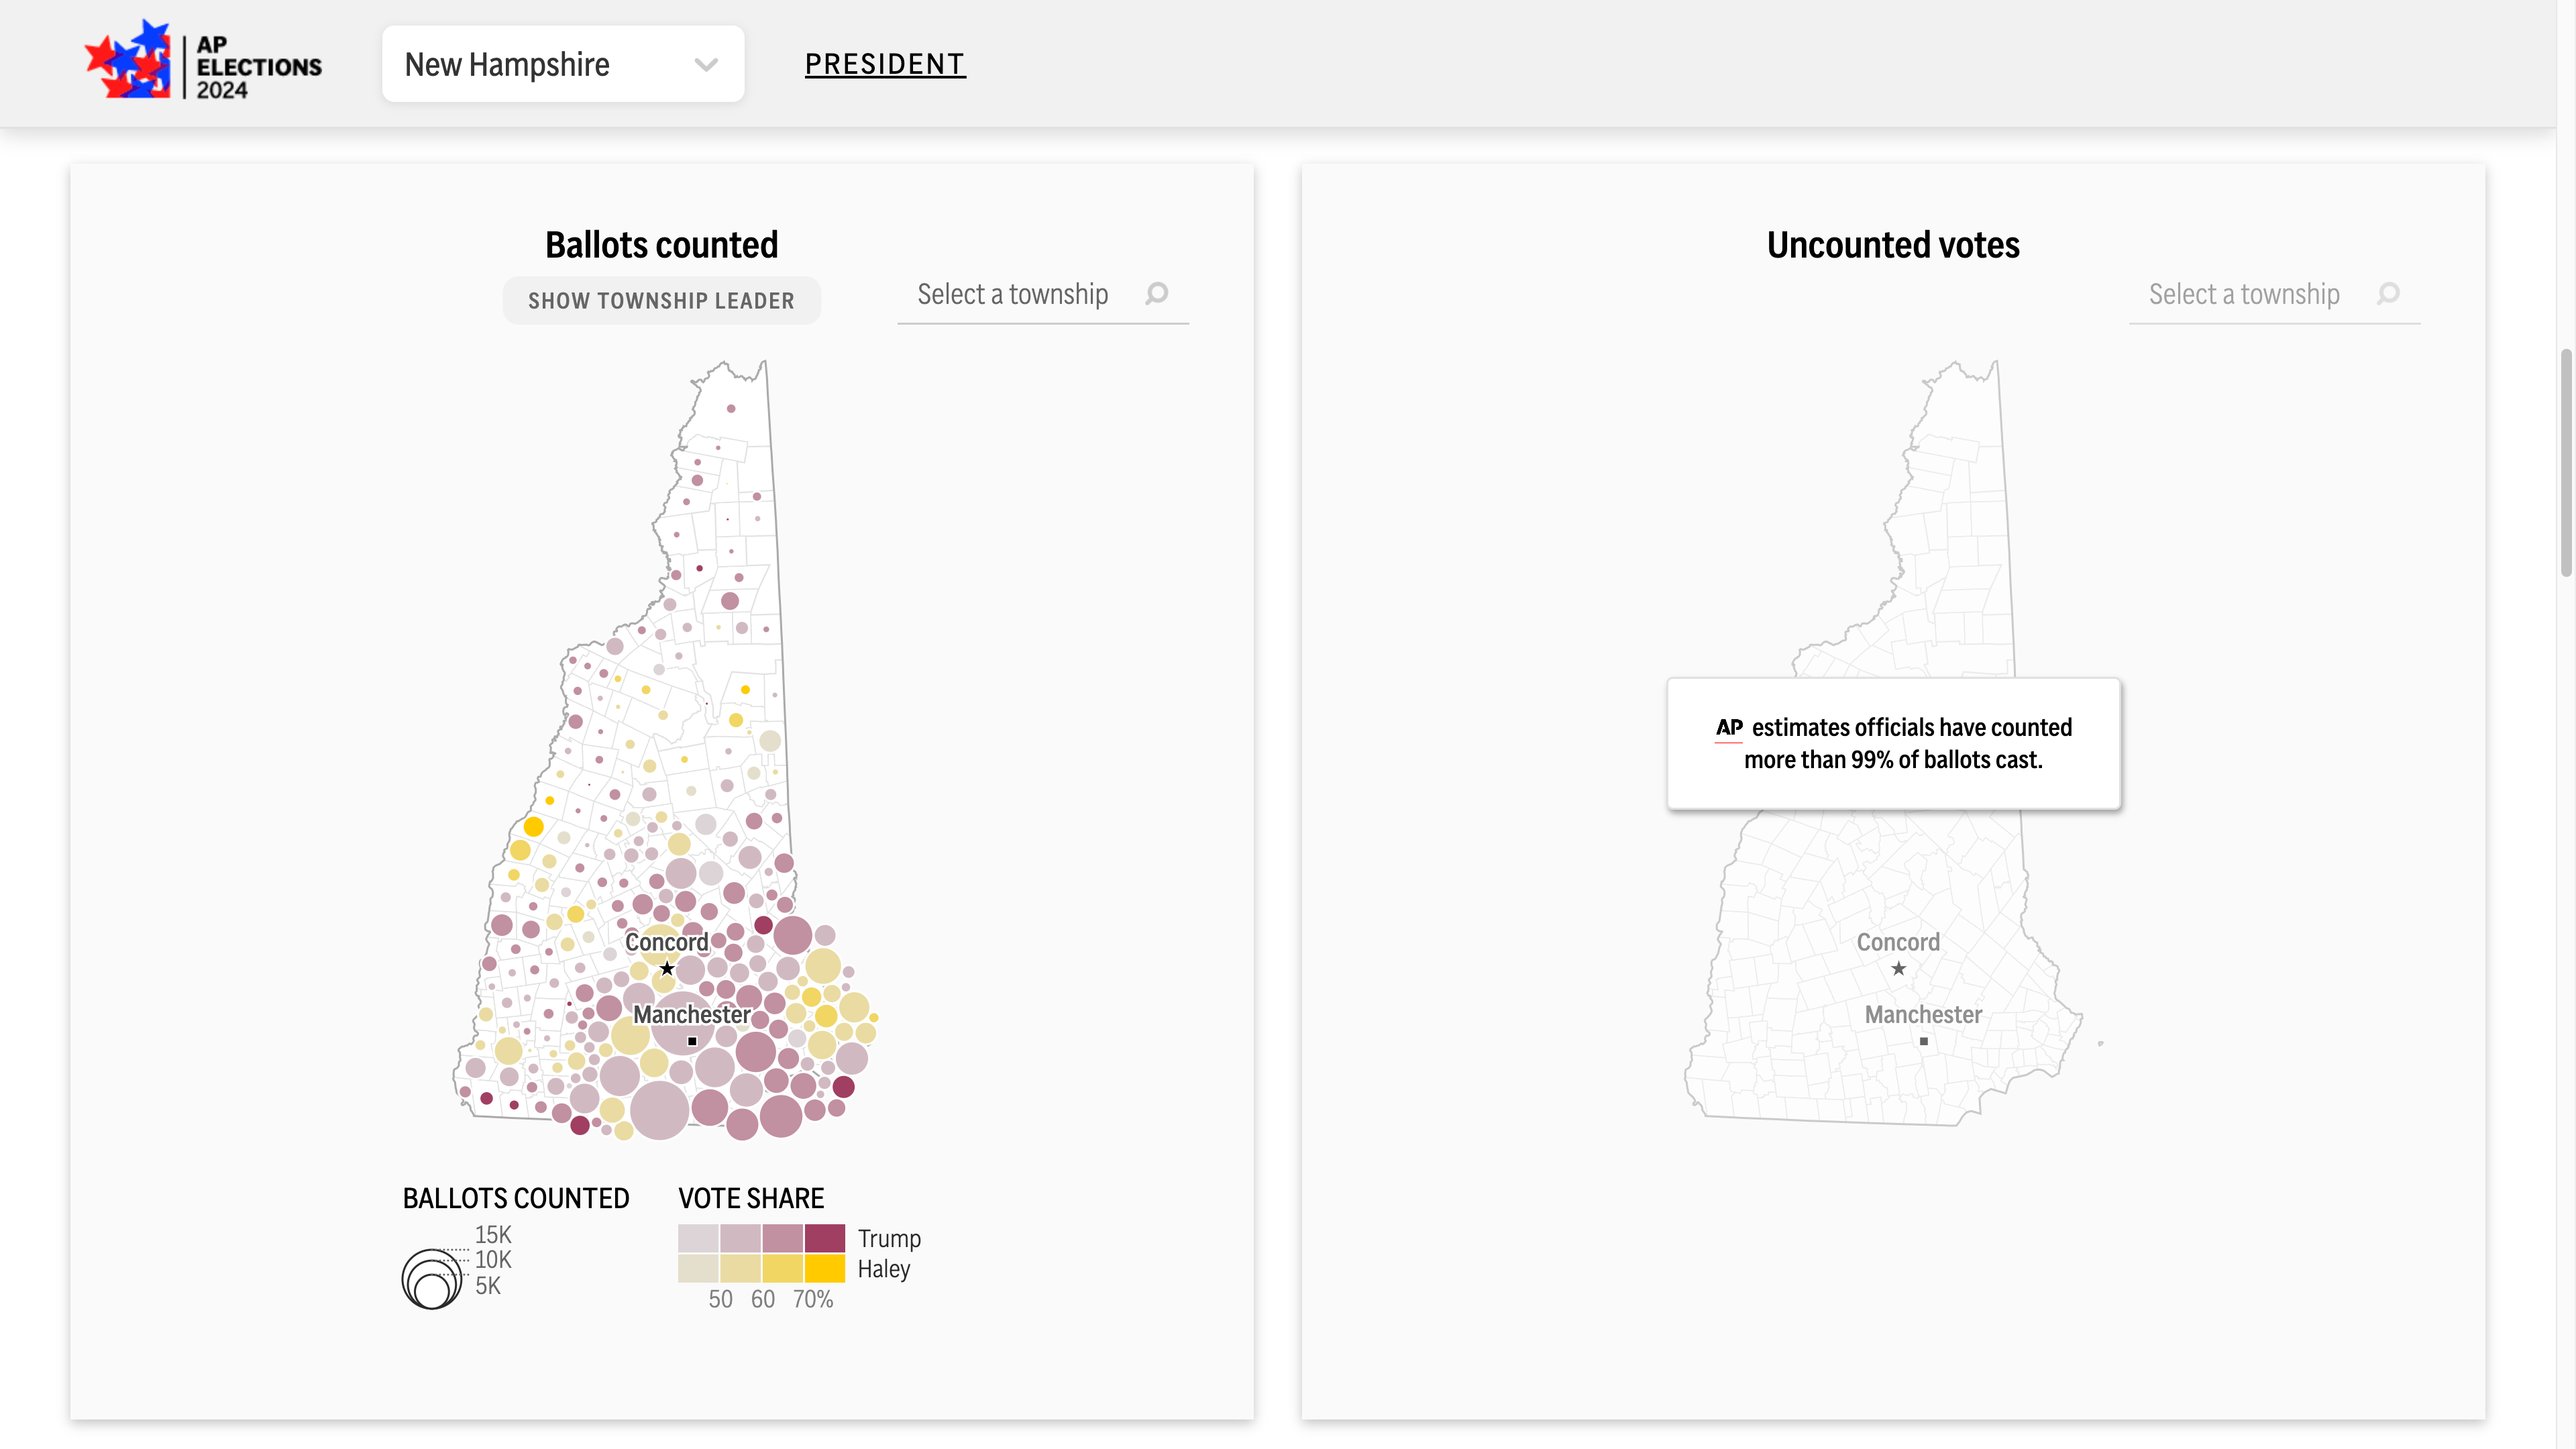 AP
ELECTIONS
2024
New Hampshire
PRESIDENT
Ballots counted
SHOW TOWNSHIP LEADER
Select a township
Concord
Manchester
BALLOTS COUNTED
15K
10K
5K
VOTE SHARE
Trump
Haley
50 60 70%
Uncounted votes
Select a township
AP estimates officials have counted
more than 99% of ballots cast.
Concord
Manchester